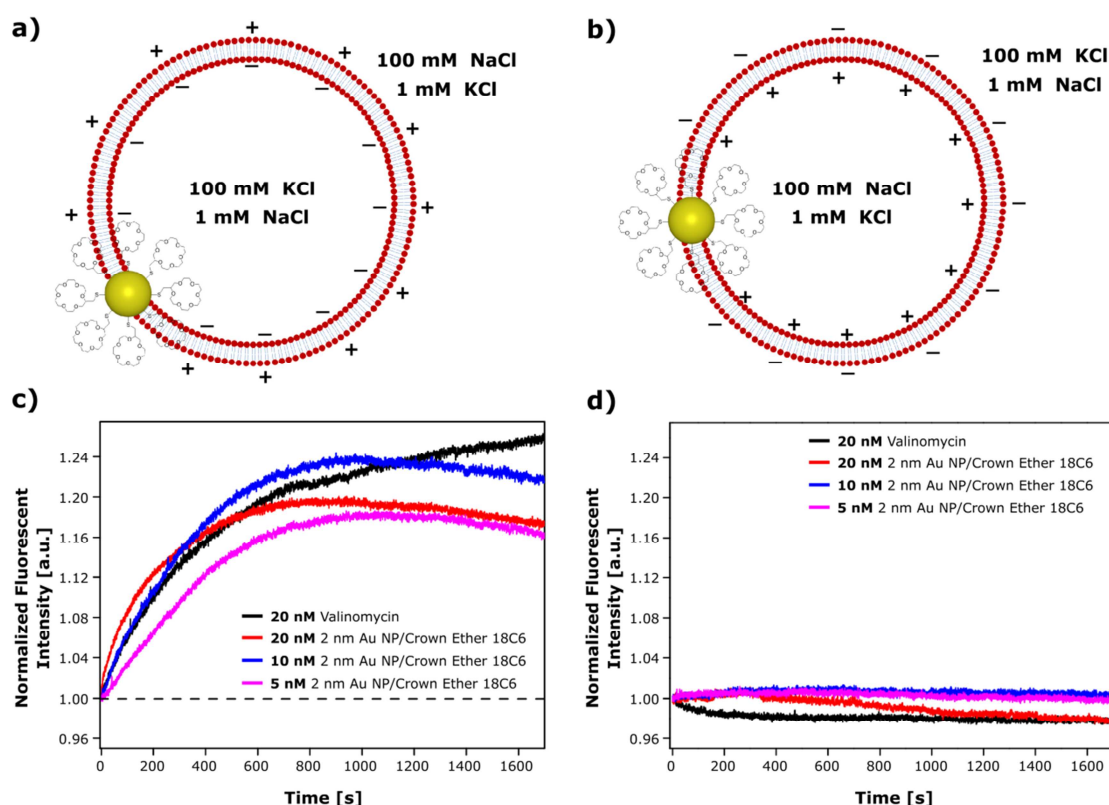 a)
100 mM NaCl
1 mM KCl
100 mM KCl
1 mM NaCl
b)
100 mM KCl
1 mM NaCl
100 mM NaCl
1 mM KCl
c)
Normalized Fluorescent
Intensity [a.u.]
1.24
1.20
1.16
1.12
1.08
1.04
1.00
0.96
20 nM Valinomycin
20 nM 2 nm Au NP/Crown Ether 18C6
10 nM 2 nm Au NP/Crown Ether 18C6
5 nM 2 nm Au NP/Crown Ether 18C6
0 200 400 600 800 1000 1200 1400 1600
Time [s]
d)
Normalized Fluorescent
Intensity [a.u.]
1.24
1.20
1.16
1.12
1.08
1.04
1.00
0.96
20 nM Valinomycin
20 nM 2 nm Au NP/Crown Ether 18C6
10 nM 2 nm Au NP/Crown Ether 18C6
5 nM 2 nm Au NP/Crown Ether 18C6
0 200 400 600 800 1000 1200 1400 1600
Time [s]